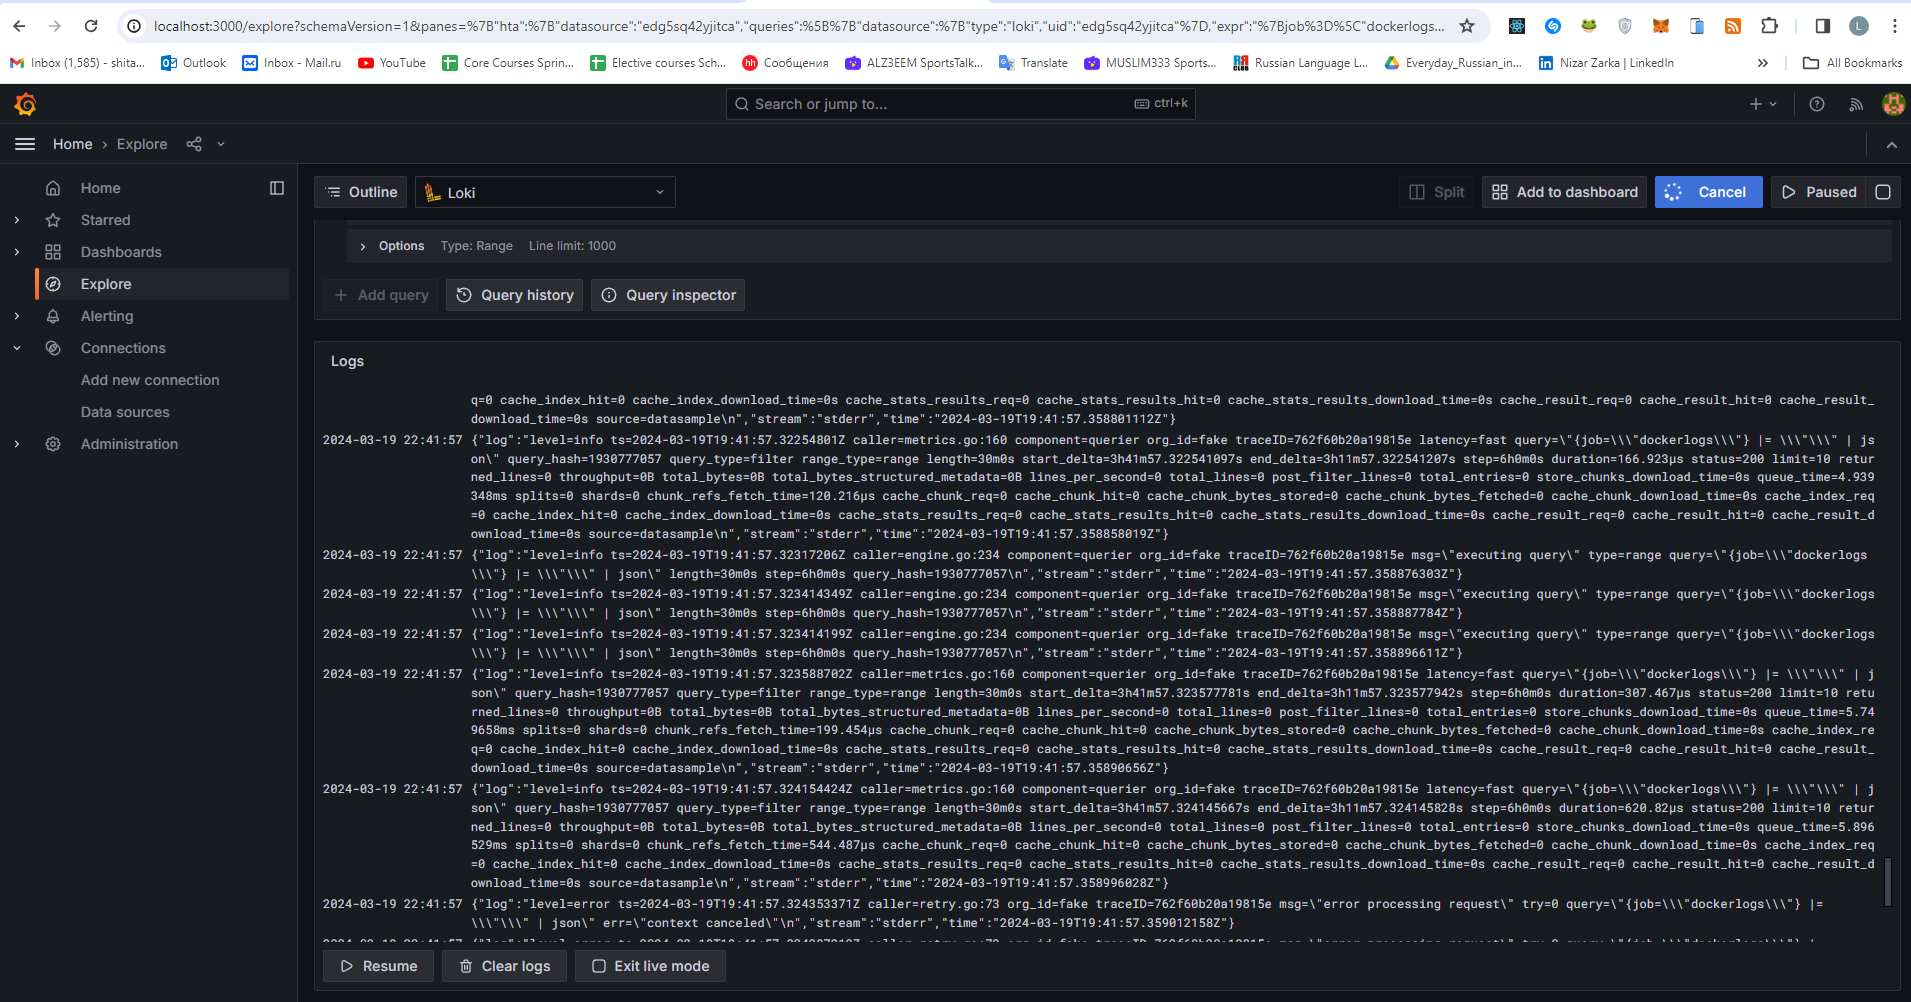 localhost:3000/explore?schemaVersion=1&panes=%7B"hta":%7B"datasource":"edg5sq42yjitca","queries":%5B%7B"datasource":%7B"type":"loki","uid":"edg5sq42yjitca"%7D,"expr":"%7Bjob%3D%5C"dockerlogs%5C...
L
Inbox (1,585) - shita... Outlook Inbox - Mail.ru YouTube Core Courses Sprin... Elective courses Sch... hh Сообщения ALZ3EEM SportsTalk... Translate MUSLIM333 Sports... Russian Language L... Everyday_Russian_in... Nizar Zarka | LinkedIn » All Bookmarks
Search or jump to... ctrl+k
Home › Explore
Home
Starred
Dashboards
Explore
Alerting
Connections
Add new connection
Data sources
Administration
Outline Loki Split Add to dashboard Cancel Paused
Options Type: Range Line limit: 1000
+ Add query Query history Query inspector
Logs
q=0 cache_index_hit=0 cache_index_download_time=0s cache_stats_results_req=0 cache_stats_results_hit=0 cache_stats_results_download_time=0s cache_result_req=0 cache_result_hit=0 cache_result_
download_time=0s source=datasample\n","stream":"stderr","time":"2024-03-19T19:41:57.358801112Z"}
2024-03-19 22:41:57 {"log":"level=info ts=2024-03-19T19:41:57.32254801Z caller=metrics.go:160 component=querier org_id=fake traceID=762f60b20a19815e latency=fast query=\"{job=\\\"dockerlogs\\\"} |= \\\"\\\" | js
on\" query_hash=1930777057 query_type=filter range_type=range length=30m0s start_delta=3h41m57.322541097s end_delta=3h11m57.322541207s step=6h0m0s duration=166.923µs status=200 limit=10 retur
ned_lines=0 throughput=0B total_bytes=0B total_bytes_structured_metadata=0B lines_per_second=0 total_lines=0 post_filter_lines=0 total_entries=0 store_chunks_download_time=0s queue_time=4.939
348ms splits=0 shards=0 chunk_refs_fetch_time=120.216µs cache_chunk_req=0 cache_chunk_hit=0 cache_chunk_bytes_stored=0 cache_chunk_bytes_fetched=0 cache_chunk_download_time=0s cache_index_req
=0 cache_index_hit=0 cache_index_download_time=0s cache_stats_results_req=0 cache_stats_results_hit=0 cache_stats_results_download_time=0s cache_result_req=0 cache_result_hit=0 cache_result_d
ownload_time=0s source=datasample\n","stream":"stderr","time":"2024-03-19T19:41:57.358858019Z"}
2024-03-19 22:41:57 {"log":"level=info ts=2024-03-19T19:41:57.32317206Z caller=engine.go:234 component=querier org_id=fake traceID=762f60b20a19815e msg=\"executing query\" type=range query=\"{job=\\\"dockerlogs
\\\"} |= \\\"\\\" | json\" length=30m0s step=6h0m0s query_hash=1930777057\n","stream":"stderr","time":"2024-03-19T19:41:57.358876303Z"}
2024-03-19 22:41:57 {"log":"level=info ts=2024-03-19T19:41:57.323414349Z caller=engine.go:234 component=querier org_id=fake traceID=762f60b20a19815e msg=\"executing query\" type=range query=\"{job=\\\"dockerlogs
\\\"} |= \\\"\\\" | json\" length=30m0s step=6h0m0s query_hash=1930777057\n","stream":"stderr","time":"2024-03-19T19:41:57.358887784Z"}
2024-03-19 22:41:57 {"log":"level=info ts=2024-03-19T19:41:57.323414199Z caller=engine.go:234 component=querier org_id=fake traceID=762f60b20a19815e msg=\"executing query\" type=range query=\"{job=\\\"dockerlogs
\\\"} |= \\\"\\\" | json\" length=30m0s step=6h0m0s query_hash=1930777057\n","stream":"stderr","time":"2024-03-19T19:41:57.358896611Z"}
2024-03-19 22:41:57 {"log":"level=info ts=2024-03-19T19:41:57.323588702Z caller=metrics.go:160 component=querier org_id=fake traceID=762f60b20a19815e latency=fast query=\"{job=\\\"dockerlogs\\\"} |= \\\"\\\" | j
son\" query_hash=1930777057 query_type=filter range_type=range length=30m0s start_delta=3h41m57.323577781s end_delta=3h11m57.323577942s step=6h0m0s duration=307.467µs status=200 limit=10 retu
rned_lines=0 throughput=0B total_bytes=0B total_bytes_structured_metadata=0B lines_per_second=0 total_lines=0 post_filter_lines=0 total_entries=0 store_chunks_download_time=0s queue_time=5.74
9658ms splits=0 shards=0 chunk_refs_fetch_time=199.454µs cache_chunk_req=0 cache_chunk_hit=0 cache_chunk_bytes_stored=0 cache_chunk_bytes_fetched=0 cache_chunk_download_time=0s cache_index_re
q=0 cache_index_hit=0 cache_index_download_time=0s cache_stats_results_req=0 cache_stats_results_hit=0 cache_stats_results_download_time=0s cache_result_req=0 cache_result_hit=0 cache_result_
download_time=0s source=datasample\n","stream":"stderr","time":"2024-03-19T19:41:57.35890656Z"}
2024-03-19 22:41:57 {"log":"level=info ts=2024-03-19T19:41:57.324154424Z caller=metrics.go:160 component=querier org_id=fake traceID=762f60b20a19815e latency=fast query=\"{job=\\\"dockerlogs\\\"} |= \\\"\\\" | j
son\" query_hash=1930777057 query_type=filter range_type=range length=30m0s start_delta=3h41m57.324145667s end_delta=3h11m57.324145828s step=6h0m0s duration=620.82µs status=200 limit=10 retur
ned_lines=0 throughput=0B total_bytes=0B total_bytes_structured_metadata=0B lines_per_second=0 total_lines=0 post_filter_lines=0 total_entries=0 store_chunks_download_time=0s queue_time=5.896
529ms splits=0 shards=0 chunk_refs_fetch_time=544.487µs cache_chunk_req=0 cache_chunk_hit=0 cache_chunk_bytes_stored=0 cache_chunk_bytes_fetched=0 cache_chunk_download_time=0s cache_index_req
=0 cache_index_hit=0 cache_index_download_time=0s cache_stats_results_req=0 cache_stats_results_hit=0 cache_stats_results_download_time=0s cache_result_req=0 cache_result_hit=0 cache_result_d
ownload_time=0s source=datasample\n","stream":"stderr","time":"2024-03-19T19:41:57.358996028Z"}
2024-03-19 22:41:57 {"log":"level=error ts=2024-03-19T19:41:57.324353371Z caller=retry.go:73 org_id=fake traceID=762f60b20a19815e msg=\"error processing request\" try=0 query=\"{job=\\\"dockerlogs\\\"} |=
\\\"\\\" | json\" err=\"context canceled\"\n","stream":"stderr","time":"2024-03-19T19:41:57.359012158Z"}
Resume Clear logs Exit live mode